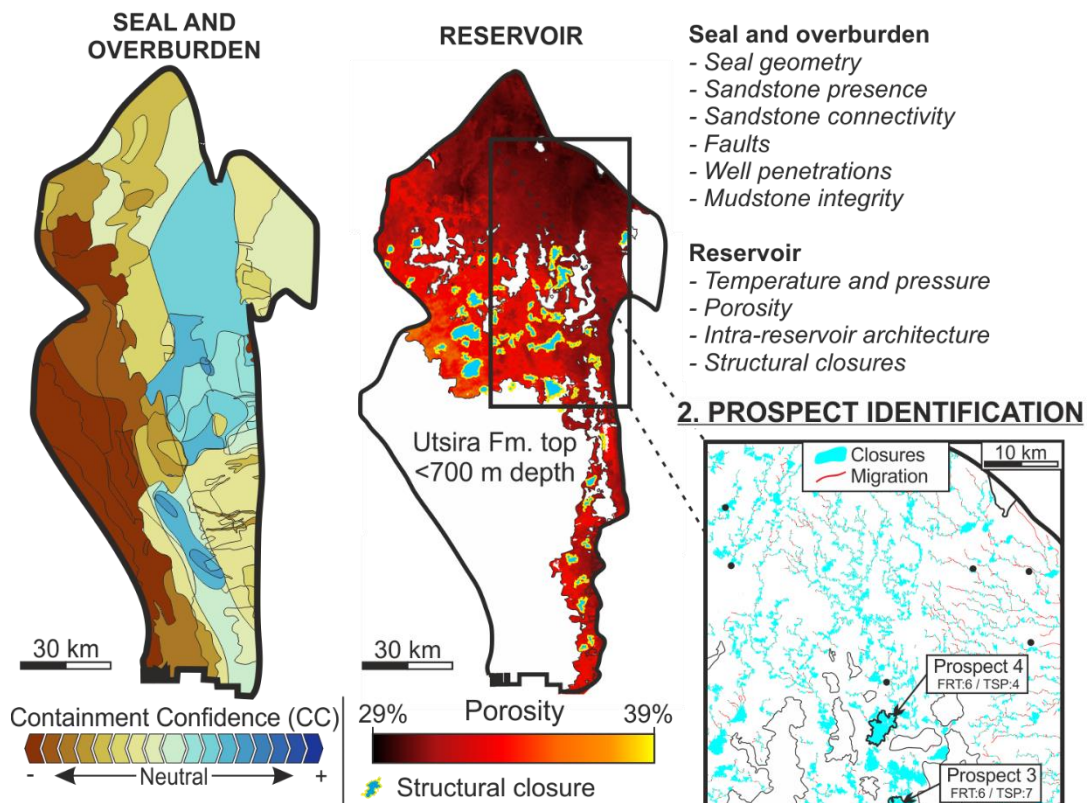 SEAL AND
OVERBURDEN
30 km
Containment Confidence (CC)
-
Neutral
+
RESERVOIR
Utsira Fm. top
<700 m depth
30 km
29%
Porosity
39%
Structural closure
Seal and overburden
- Seal geometry
- Sandstone presence
- Sandstone connectivity
- Faults
- Well penetrations
- Mudstone integrity
Reservoir
- Temperature and pressure
- Porosity
- Intra-reservoir architecture
- Structural closures
2. PROSPECT IDENTIFICATION
Closures
Migration
10 km
Prospect 4
FRT:6 / TSP:4
Prospect 3
FRT:6 / TSP:7